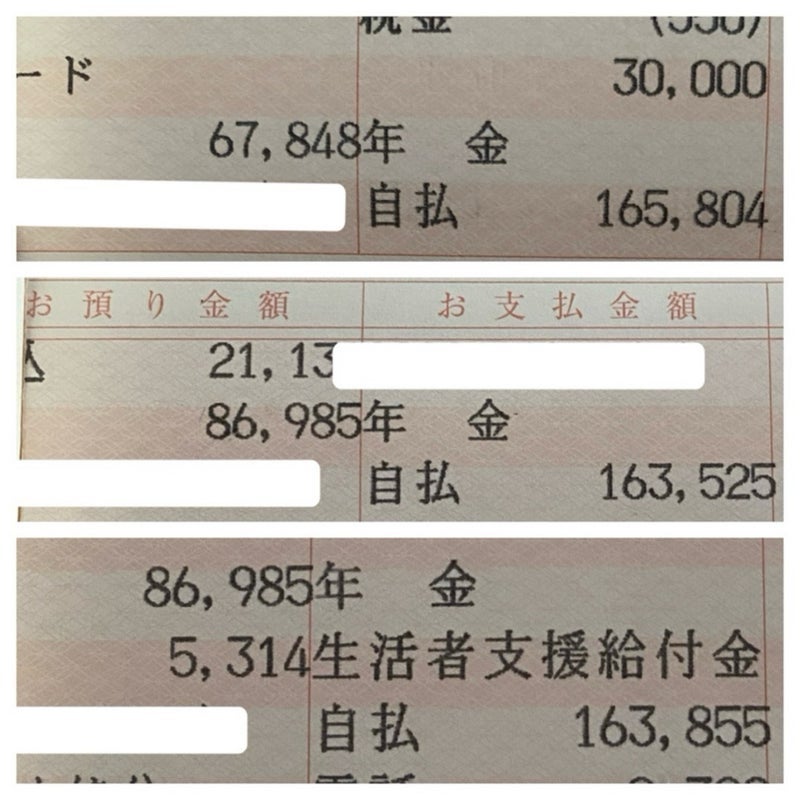 税金 (330)
ード 30,000
67,848年 金
自払 165,804
お預り金額 お支払金額
21,13
86,985年 金
自払 163,525
86,985年 金
5,314生活者支援給付金
自払 163,855